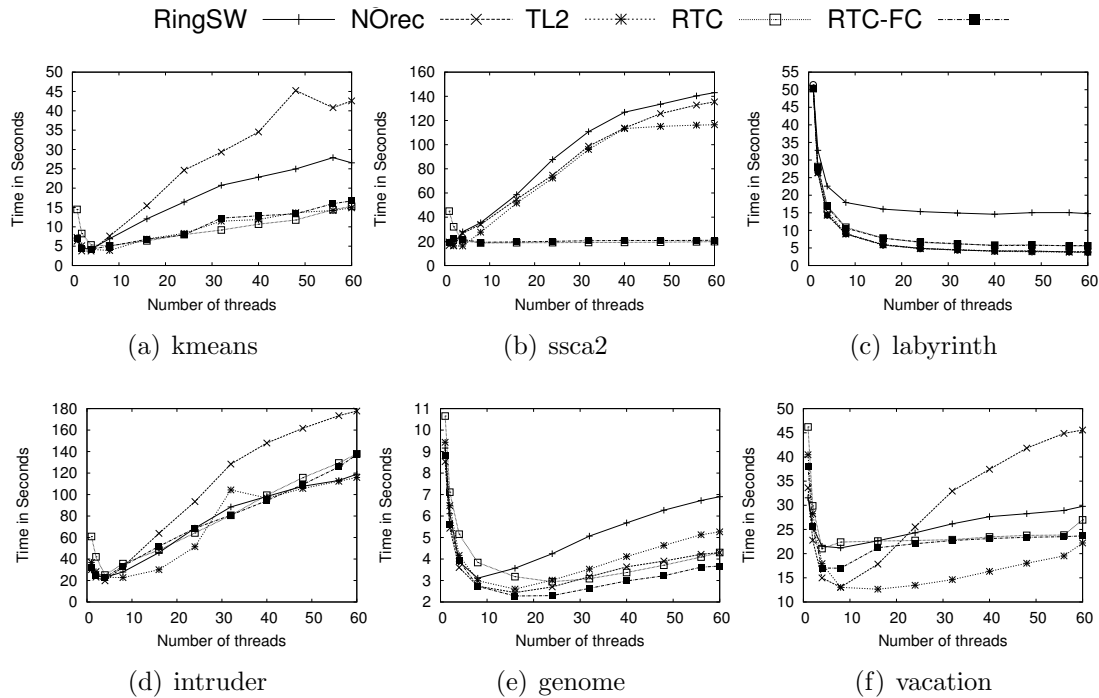 RingSW NOrec TL2 RTC RTC-FC
50
45
40
35
30
25
20
15
10
5
0
Time in Seconds
0 10 20 30 40 50 60
Number of threads
(a) kmeans
160
140
120
100
80
60
40
20
0
Time in Seconds
0 10 20 30 40 50 60
Number of threads
(b) ssca2
55
50
45
40
35
30
25
20
15
10
5
0
Time in Seconds
0 10 20 30 40 50 60
Number of threads
(c) labyrinth
180
160
140
120
100
80
60
40
20
0
Time in Seconds
0 10 20 30 40 50 60
Number of threads
(d) intruder
11
10
9
8
7
6
5
4
3
2
Time in Seconds
0 10 20 30 40 50 60
Number of threads
(e) genome
50
45
40
35
30
25
20
15
10
Time in Seconds
0 10 20 30 40 50 60
Number of threads
(f) vacation